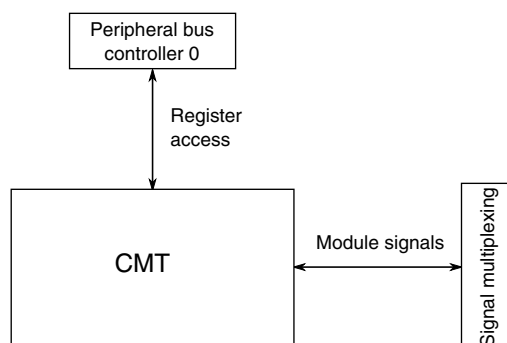 Peripheral bus
controller 0
Register
access
CMT
Module signals
Signal multiplexing